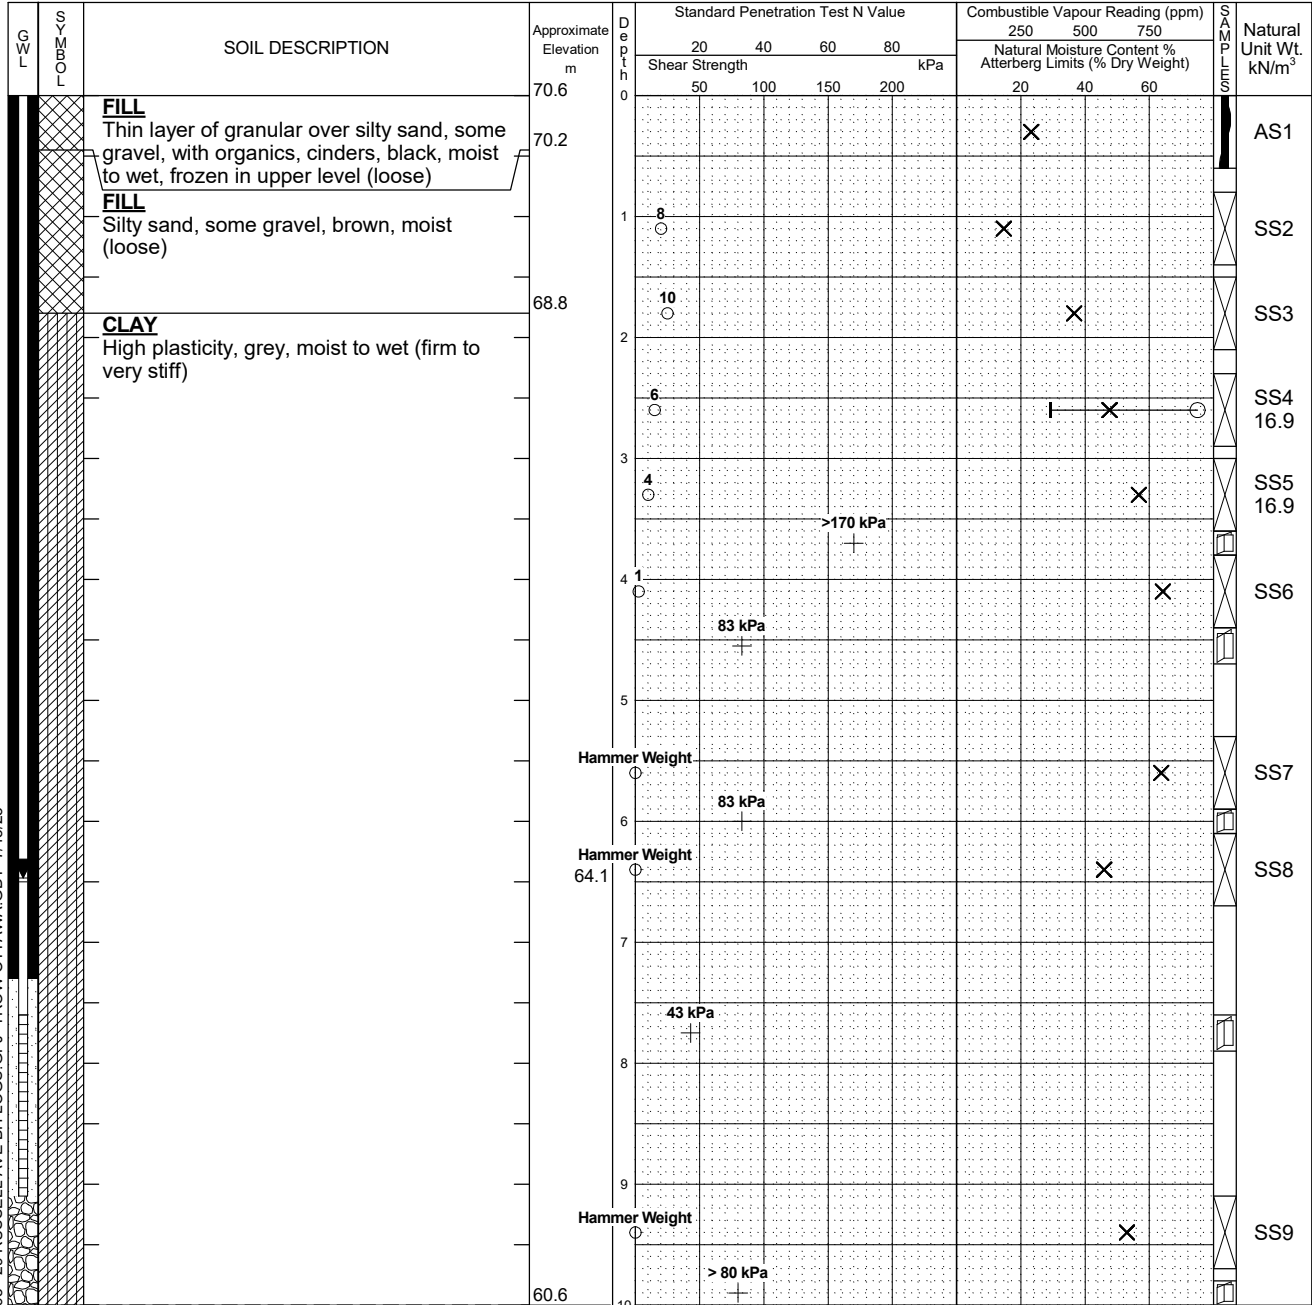 GWL
SYMBOL
SOIL DESCRIPTION
Approximate
Elevation
m
70.6
Depth
Standard Penetration Test N Value
20 40 60 80
Shear Strength kPa
50 100 150 200
Combustible Vapour Reading (ppm)
250 500 750
Natural Moisture Content %
Atterberg Limits (% Dry Weight)
20 40 60
SAMPLES
Natural
Unit Wt.
kN/m³
0
FILL
Thin layer of granular over silty sand, some
gravel, with organics, cinders, black, moist
to wet, frozen in upper level (loose)
70.2
AS1
FILL
Silty sand, some gravel, brown, moist
(loose)
1
8
SS2
68.8
10
SS3
CLAY
High plasticity, grey, moist to wet (firm to
very stiff)
2
6
SS4
16.9
3
4
SS5
16.9
>170 kPa
4
1
SS6
83 kPa
5
Hammer Weight
SS7
83 kPa
6
Hammer Weight
64.1
SS8
7
43 kPa
8
9
Hammer Weight
SS9
> 80 kPa
60.6
10